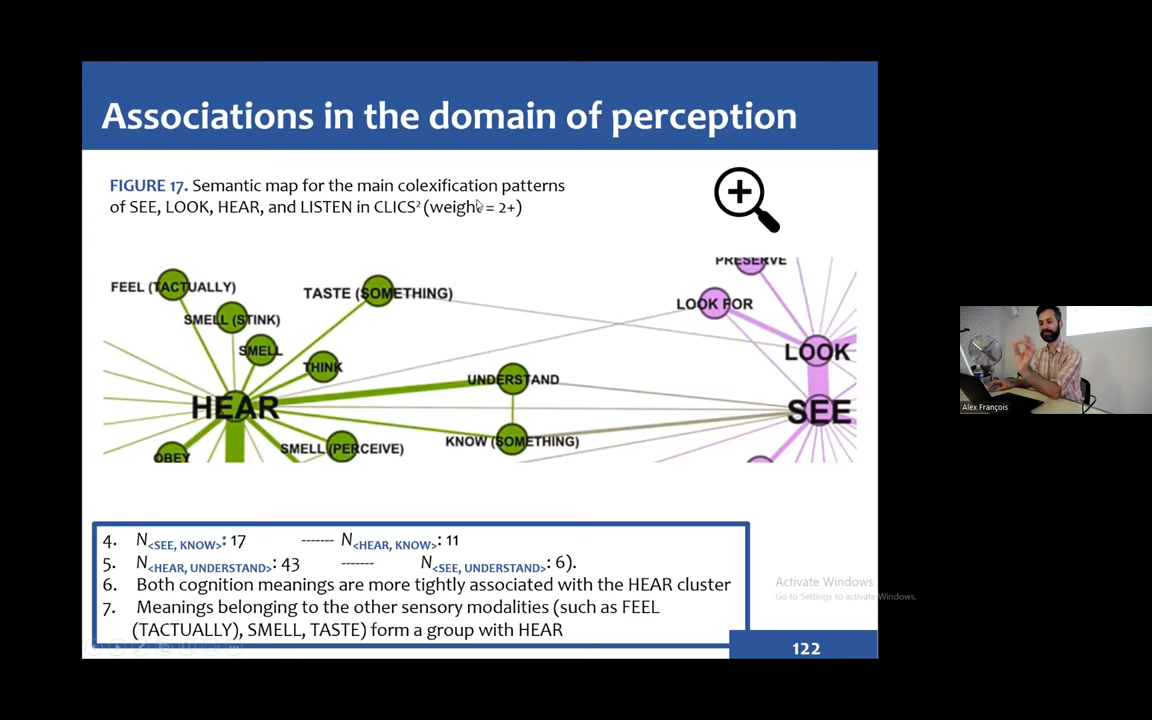 Associations in the domain of perception
FIGURE 17. Semantic map for the main colexification patterns
of SEE, LOOK, HEAR, and LISTEN in CLICS² (weight = 2+)
PRESERVE
FEEL (TACTUALLY)
TASTE (SOMETHING)
LOOK FOR
SMELL (STINK)
SMELL
LOOK
THINK
UNDERSTAND
HEAR
SEE
KNOW (SOMETHING)
SMELL (PERCEIVE)
OBEY
4. N<SEE, KNOW>: 17 ------- N<HEAR, KNOW>: 11
5. N<HEAR, UNDERSTAND>: 43 ------- N<SEE, UNDERSTAND>: 6).
6. Both cognition meanings are more tightly associated with the HEAR cluster
7. Meanings belonging to the other sensory modalities (such as FEEL
(TACTUALLY), SMELL, TASTE) form a group with HEAR
122
Activate Windows
Go to Settings to activate Windows.
Alex François